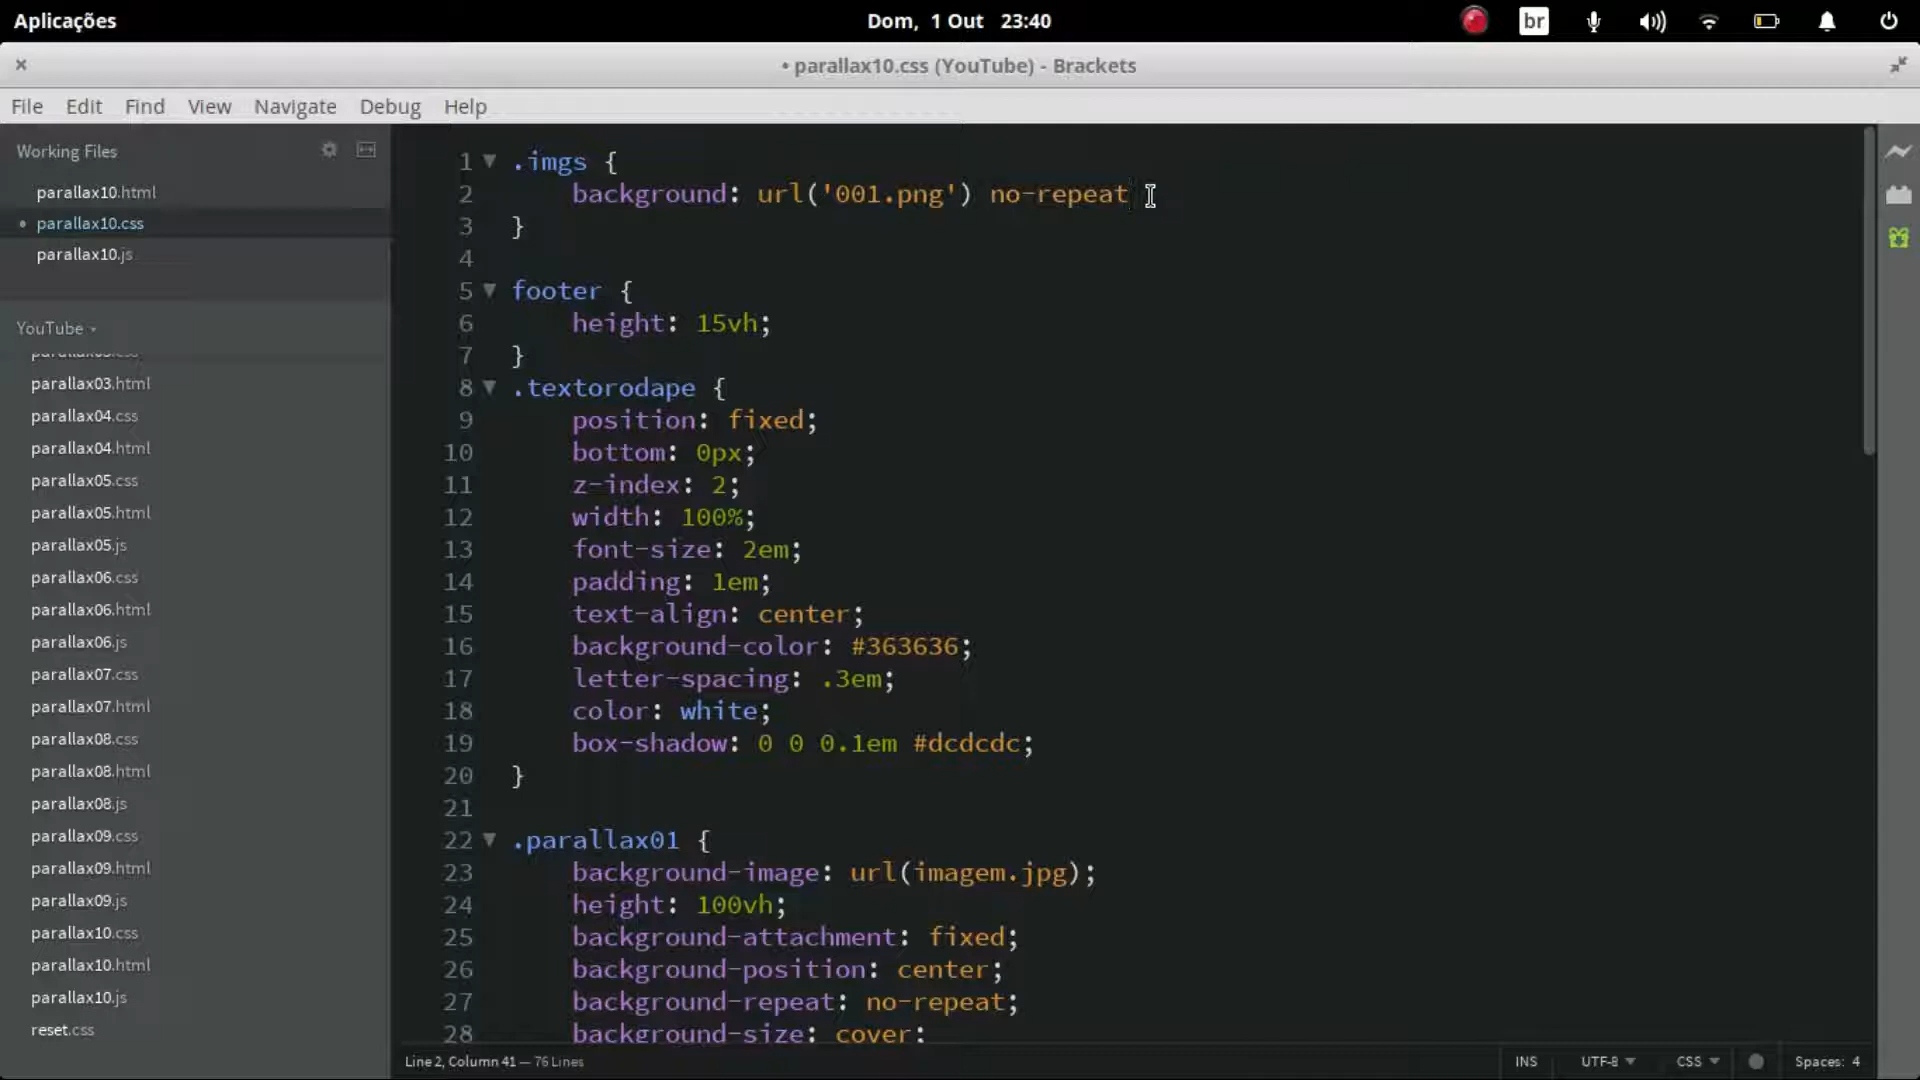 Aplicações
Dom, 1 Out 23:40
br
• parallax10.css (YouTube) - Brackets
File Edit Find View Navigate Debug Help
Working Files
parallax10.html
parallax10.css
parallax10.js
YouTube
parallax03.html
parallax04.css
parallax04.html
parallax05.css
parallax05.html
parallax05.js
parallax06.css
parallax06.html
parallax06.js
parallax07.css
parallax07.html
parallax08.css
parallax08.html
parallax08.js
parallax09.css
parallax09.html
parallax09.js
parallax10.css
parallax10.html
parallax10.js
reset.css
1 .imgs {
2 background: url('001.png') no-repeat
3 }
4
5 footer {
6 height: 15vh;
7 }
8 .textorodape {
9 position: fixed;
10 bottom: 0px;
11 z-index: 2;
12 width: 100%;
13 font-size: 2em;
14 padding: 1em;
15 text-align: center;
16 background-color: #363636;
17 letter-spacing: .3em;
18 color: white;
19 box-shadow: 0 0 0.1em #dcdcdc;
20 }
21
22 .parallax01 {
23 background-image: url(imagem.jpg);
24 height: 100vh;
25 background-attachment: fixed;
26 background-position: center;
27 background-repeat: no-repeat;
28 background-size: cover;
Line 2, Column 41 — 76 Lines
INS UTF-8 CSS Spaces: 4